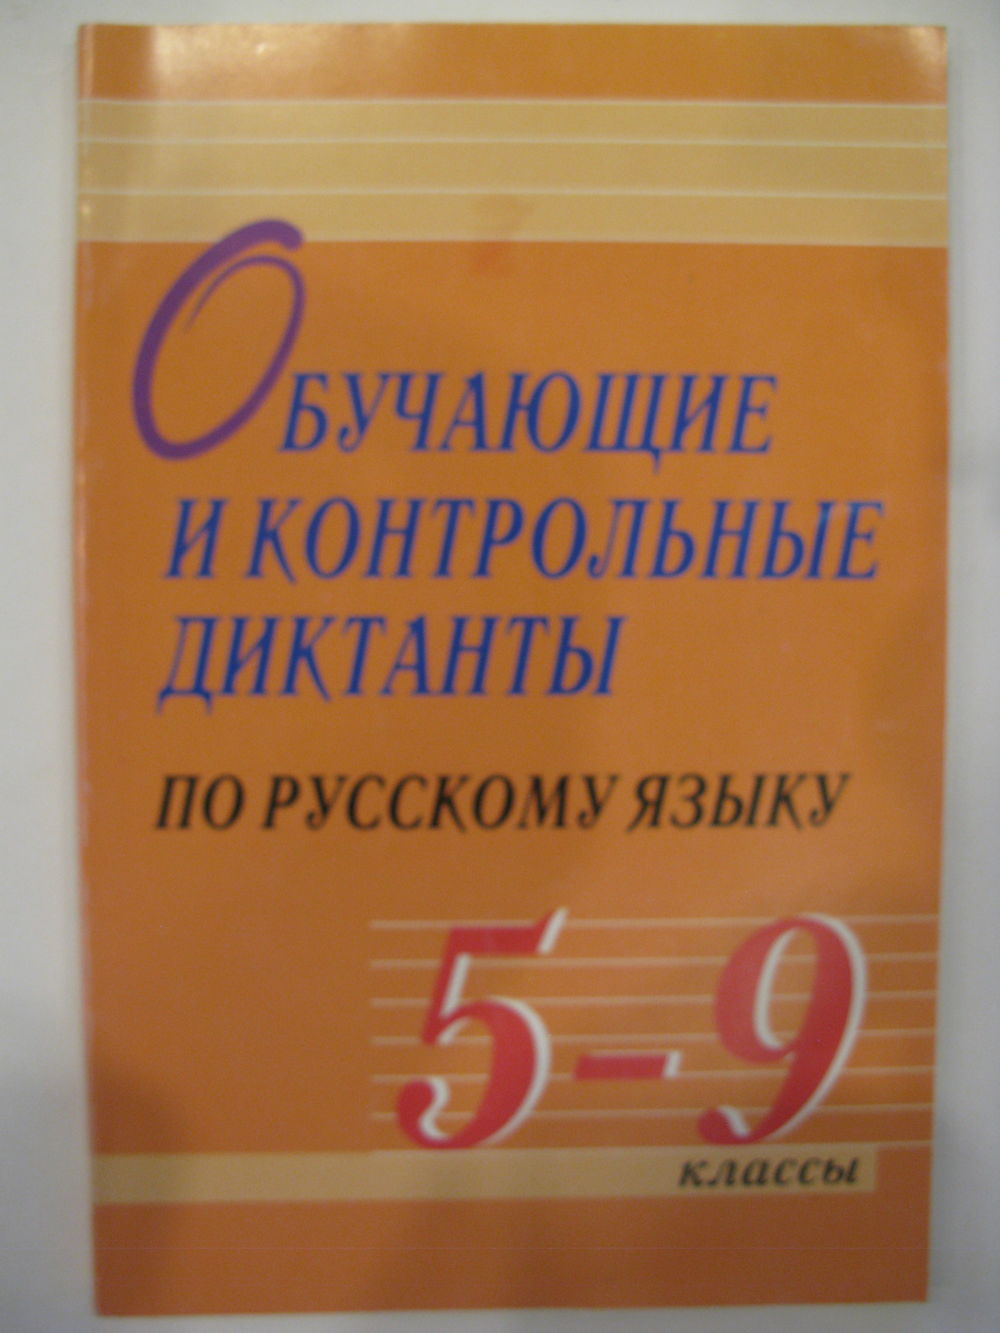 Обучающие
и контрольные
диктанты
по русскому языку
5–9
классы